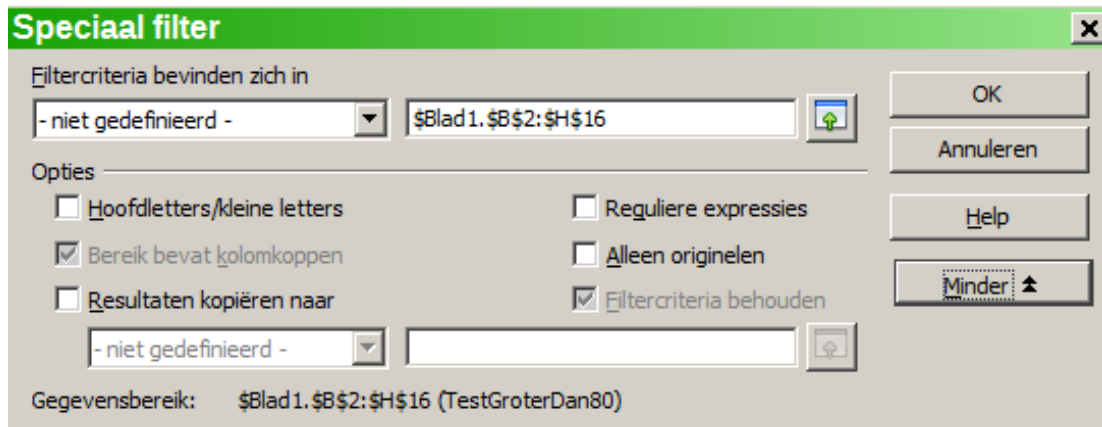 Speciaal filter
Filtercriteria bevinden zich in
- niet gedefinieerd - $Blad1.$B$2:$H$16
OK
Annuleren
Opties
Hoofdletters/kleine letters Reguliere expressies
Help
Bereik bevat kolomkoppen Alleen originelen
Minder
Resultaten kopiëren naar Filtercriteria behouden
- niet gedefinieerd -
Gegevensbereik: $Blad1.$B$2:$H$16 (TestGroterDan80)